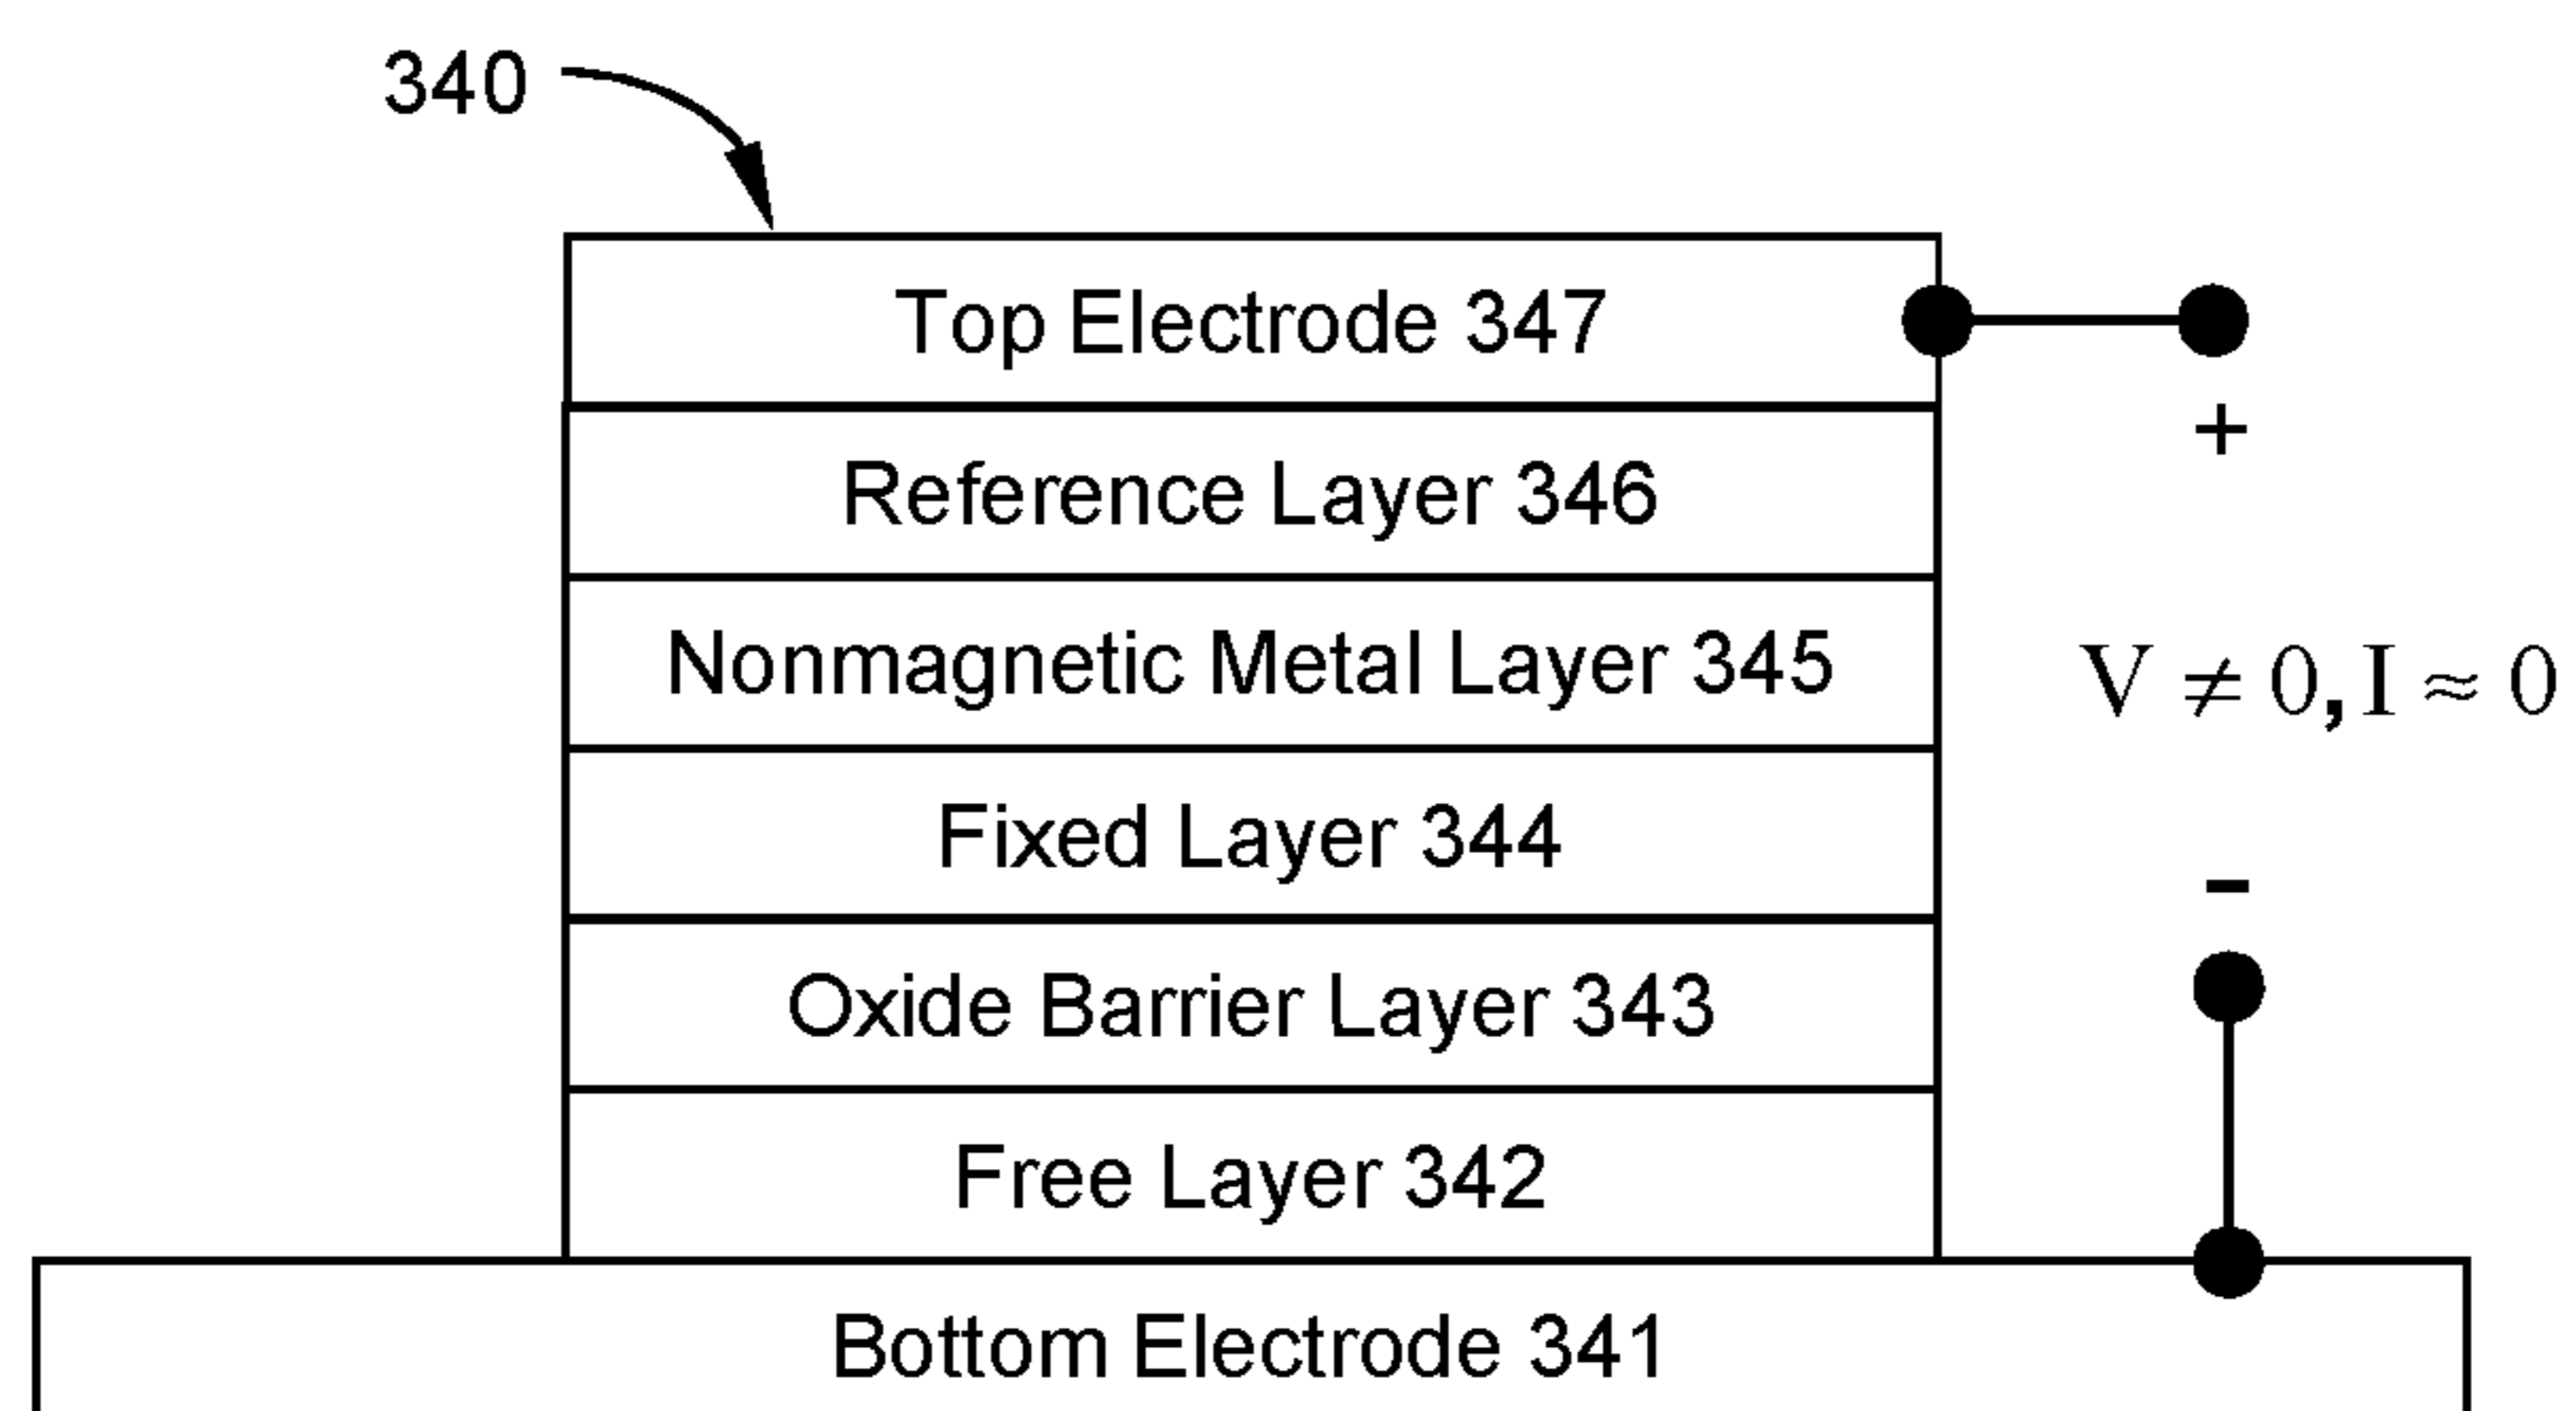 340
Top Electrode 347
+
Reference Layer 346
Nonmagnetic Metal Layer 345
V ≠ 0, I ≈ 0
Fixed Layer 344
-
Oxide Barrier Layer 343
Free Layer 342
Bottom Electrode 341